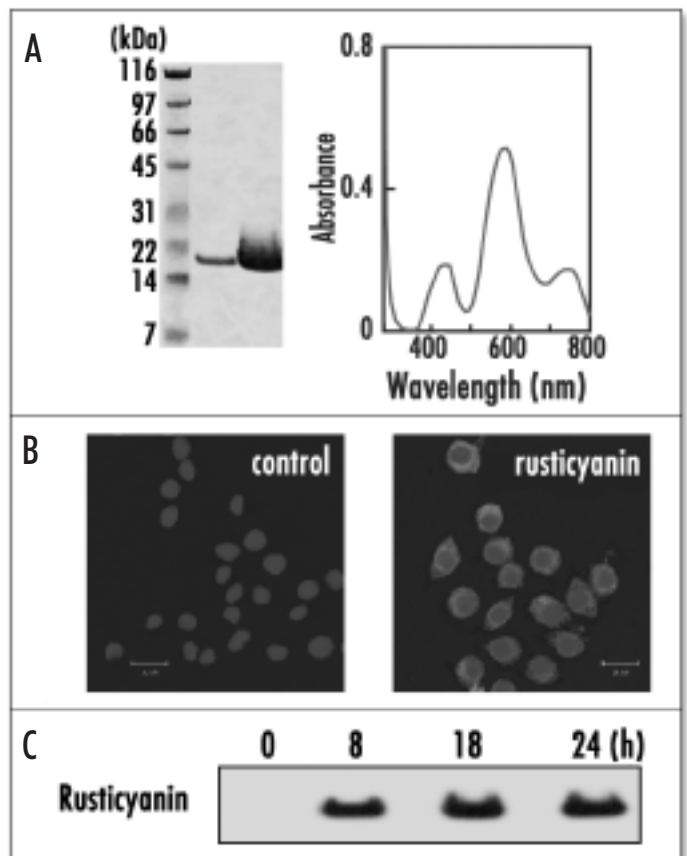 A
(kDa)
116
97
66
45
31
22
14
7
0.8
0.4
0
Absorbance
400 600 800
Wavelength (nm)
B
control
rusticyanin
C
0 8 18 24 (h)
Rusticyanin